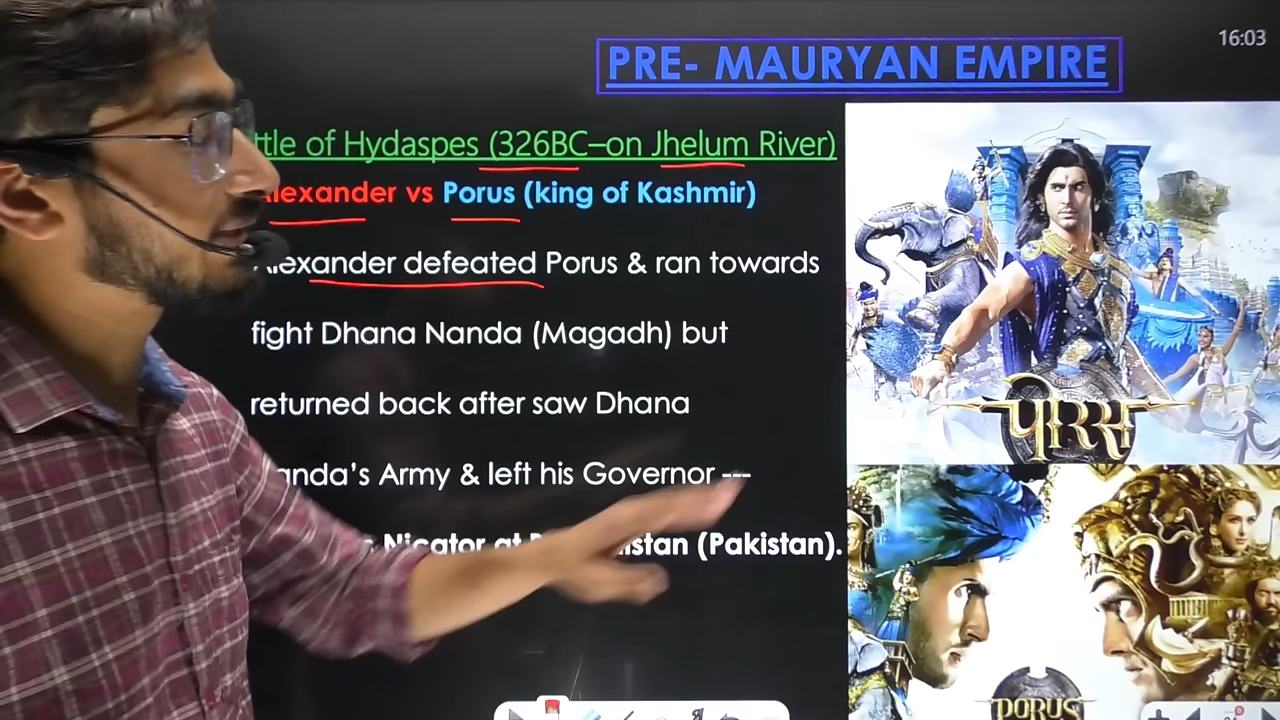 16:03
PRE- MAURYAN EMPIRE
ttle of Hydaspes (326BC–on Jhelum River)
lexander vs Porus (king of Kashmir)
lexander defeated Porus & ran towards
fight Dhana Nanda (Magadh) but
returned back after saw Dhana
anda's Army & left his Governor ---
Nicator at istan (Pakistan).
पोरस
PORUS